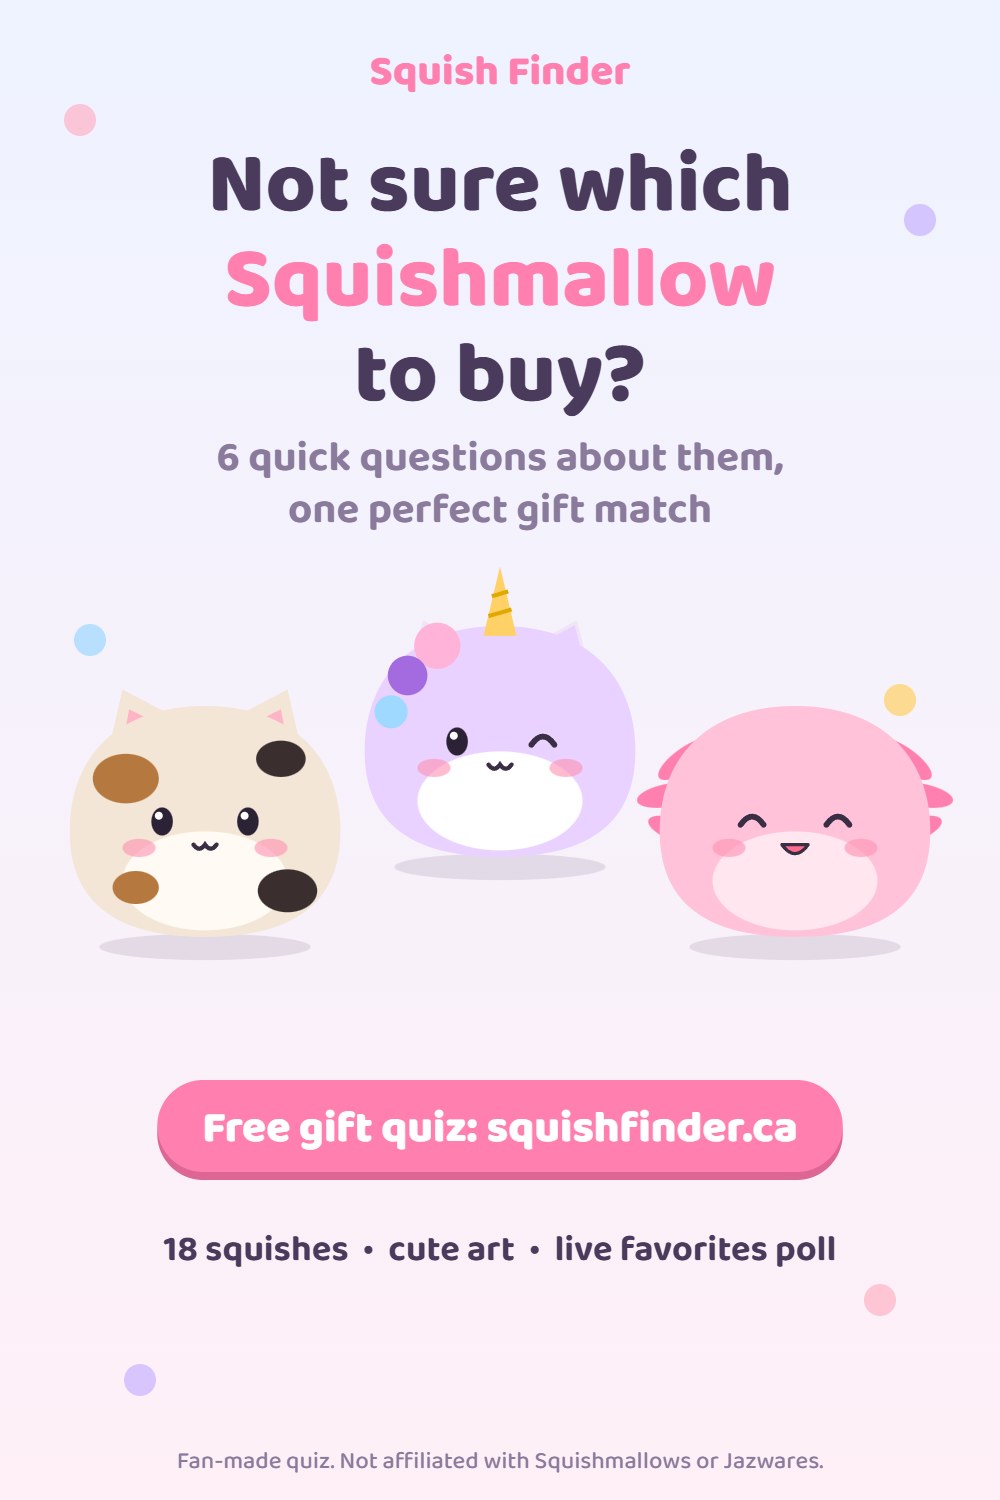 Squish Finder
Not sure which
Squishmallow
to buy?
6 quick questions about them,
one perfect gift match
Free gift quiz: squishfinder.ca
18 squishes • cute art • live favorites poll
Fan-made quiz. Not affiliated with Squishmallows or Jazwares.